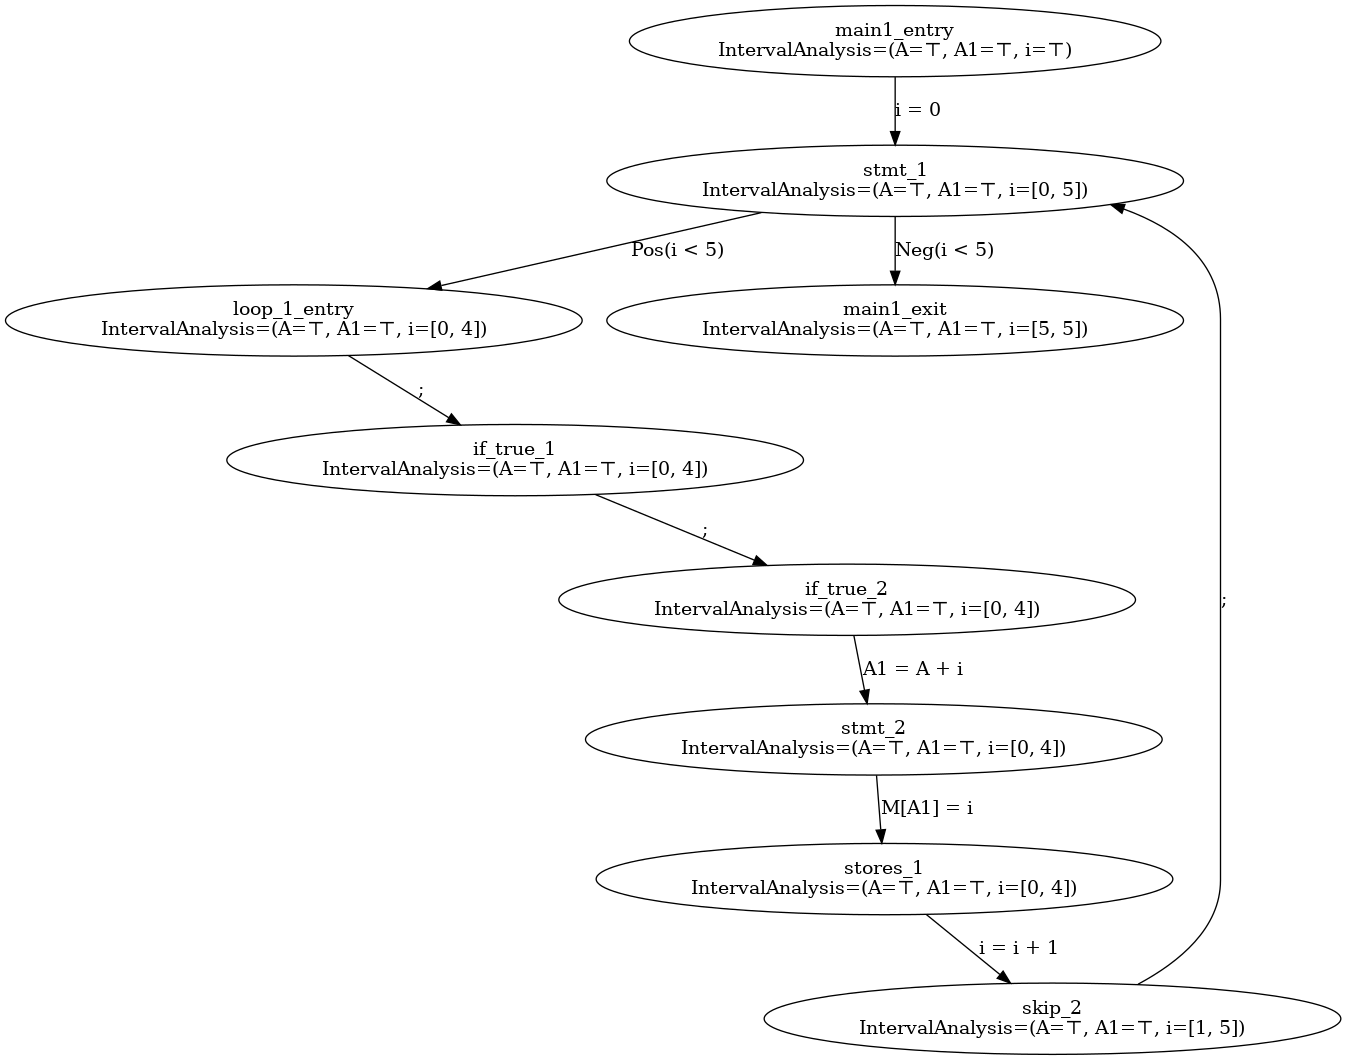 main1_entry
IntervalAnalysis=(A=⊤, A1=⊤, i=⊤)
i = 0
stmt_1
IntervalAnalysis=(A=⊤, A1=⊤, i=[0, 5])
Pos(i < 5)
Neg(i < 5)
loop_1_entry
IntervalAnalysis=(A=⊤, A1=⊤, i=[0, 4])
main1_exit
IntervalAnalysis=(A=⊤, A1=⊤, i=[5, 5])
;
if_true_1
IntervalAnalysis=(A=⊤, A1=⊤, i=[0, 4])
;
if_true_2
IntervalAnalysis=(A=⊤, A1=⊤, i=[0, 4])
;
A1 = A + i
stmt_2
IntervalAnalysis=(A=⊤, A1=⊤, i=[0, 4])
M[A1] = i
stores_1
IntervalAnalysis=(A=⊤, A1=⊤, i=[0, 4])
i = i + 1
skip_2
IntervalAnalysis=(A=⊤, A1=⊤, i=[1, 5])